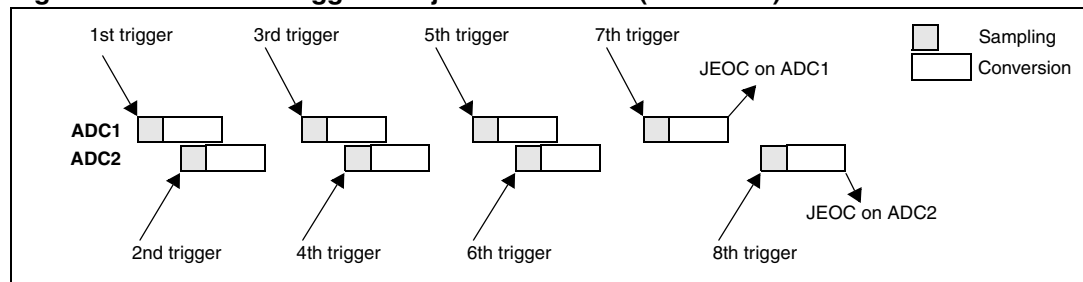 1st trigger 3rd trigger 5th trigger 7th trigger
Sampling
Conversion
JEOC on ADC1
ADC1
ADC2
JEOC on ADC2
2nd trigger 4th trigger 6th trigger 8th trigger